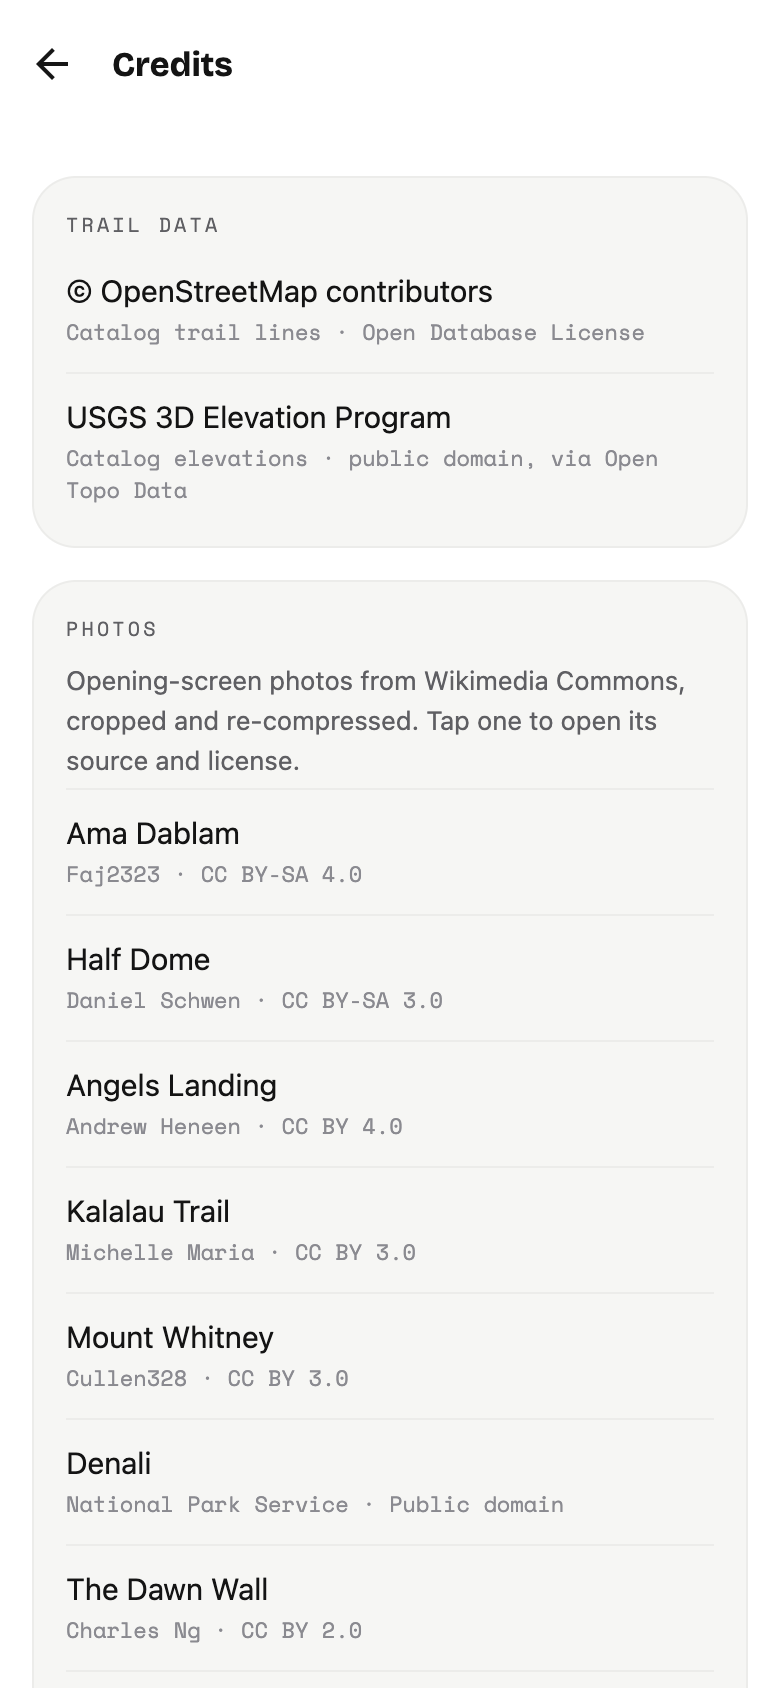 Credits
TRAIL DATA
© OpenStreetMap contributors
Catalog trail lines · Open Database License
USGS 3D Elevation Program
Catalog elevations · public domain, via Open
Topo Data
PHOTOS
Opening-screen photos from Wikimedia Commons,
cropped and re-compressed. Tap one to open its
source and license.
Ama Dablam
Faj2323 · CC BY-SA 4.0
Half Dome
Daniel Schwen · CC BY-SA 3.0
Angels Landing
Andrew Heneen · CC BY 4.0
Kalalau Trail
Michelle Maria · CC BY 3.0
Mount Whitney
Cullen328 · CC BY 3.0
Denali
National Park Service · Public domain
The Dawn Wall
Charles Ng · CC BY 2.0